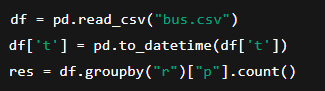 df = pd.read_csv("bus.csv")
df['t'] = pd.to_datetime(df['t'])
res = df.groupby("r")["p"].count()